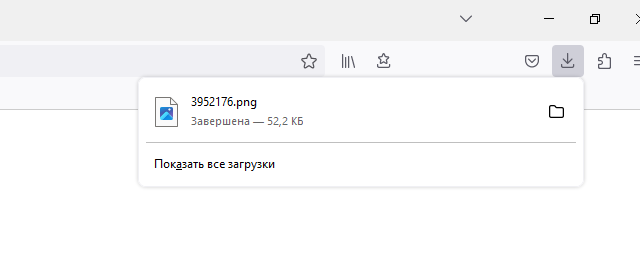 3952176.png
Завершена — 52,2 КБ
Показать все загрузки